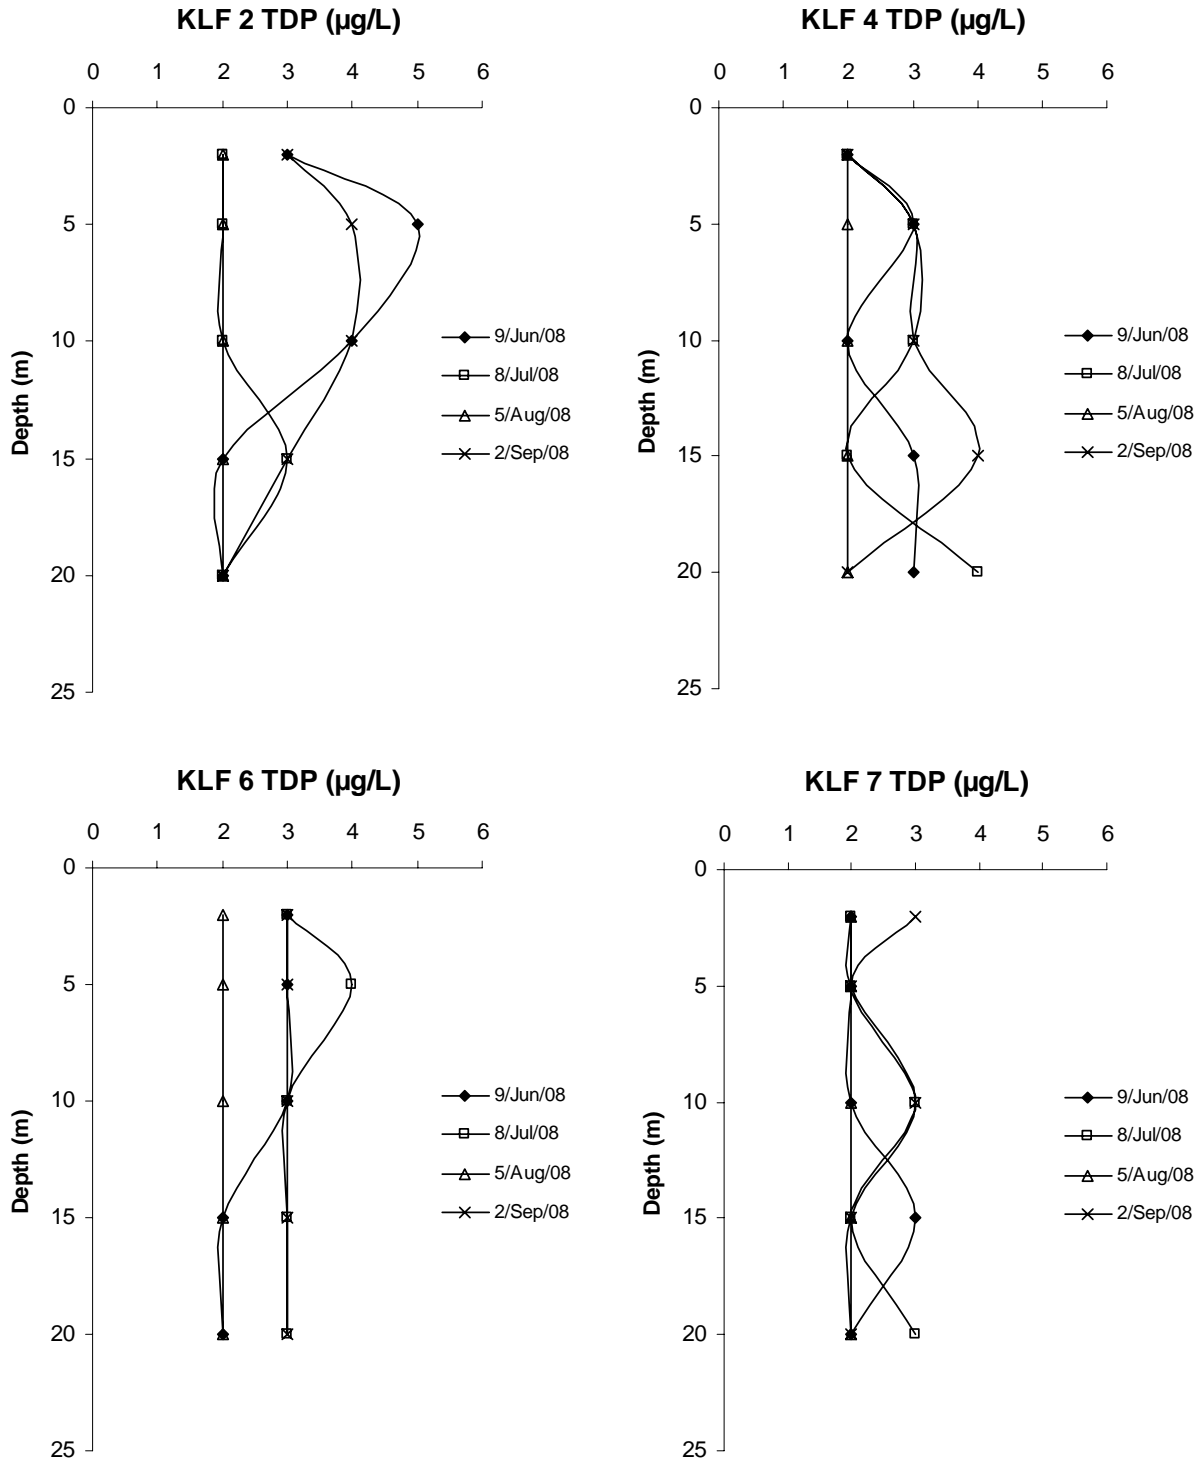 KLF 2 TDP (µg/L)
0 1 2 3 4 5 6
0
5
10
15
20
25
Depth (m)
9/Jun/08
8/Jul/08
5/Aug/08
2/Sep/08
KLF 4 TDP (µg/L)
0 1 2 3 4 5 6
0
5
10
15
20
25
Depth (m)
9/Jun/08
8/Jul/08
5/Aug/08
2/Sep/08
KLF 6 TDP (µg/L)
0 1 2 3 4 5 6
0
5
10
15
20
25
Depth (m)
9/Jun/08
8/Jul/08
5/Aug/08
2/Sep/08
KLF 7 TDP (µg/L)
0 1 2 3 4 5 6
0
5
10
15
20
25
Depth (m)
9/Jun/08
8/Jul/08
5/Aug/08
2/Sep/08